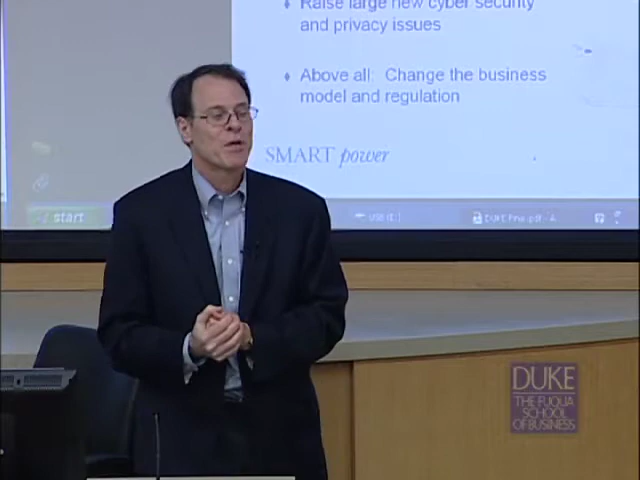 Raise large new cyber security
and privacy issues
Above all: Change the business
model and regulation
SMART power
start
USB (E:)
DUKE
THE FUQUA
SCHOOL
OF BUSINESS